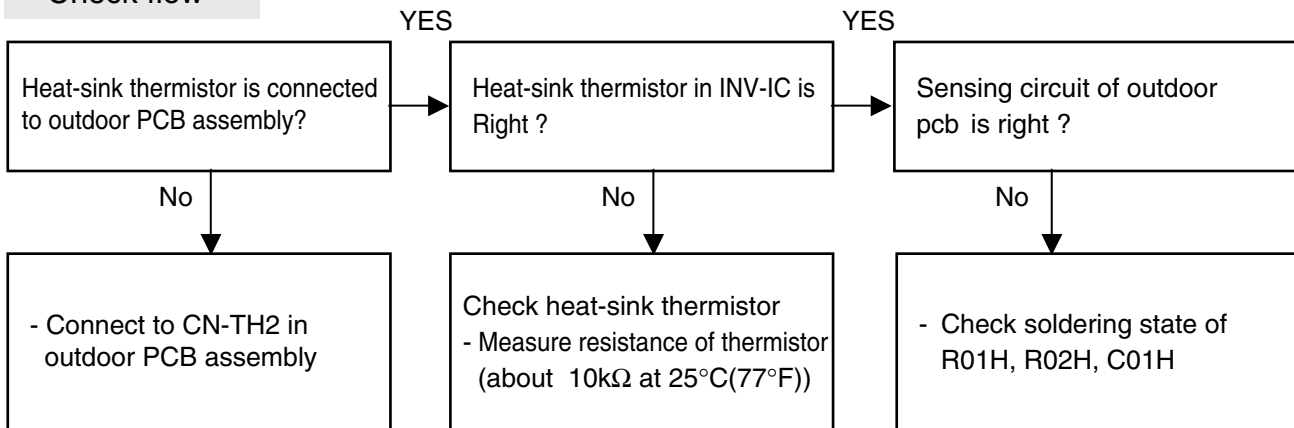 Check flow
YES
YES
Heat-sink thermistor is connected
to outdoor PCB assembly?
Heat-sink thermistor in INV-IC is
Right ?
Sensing circuit of outdoor
pcb is right ?
No
No
No
- Connect to CN-TH2 in
outdoor PCB assembly
Check heat-sink thermistor
- Measure resistance of thermistor
(about 10kΩ at 25°C(77°F))
- Check soldering state of
R01H, R02H, C01H